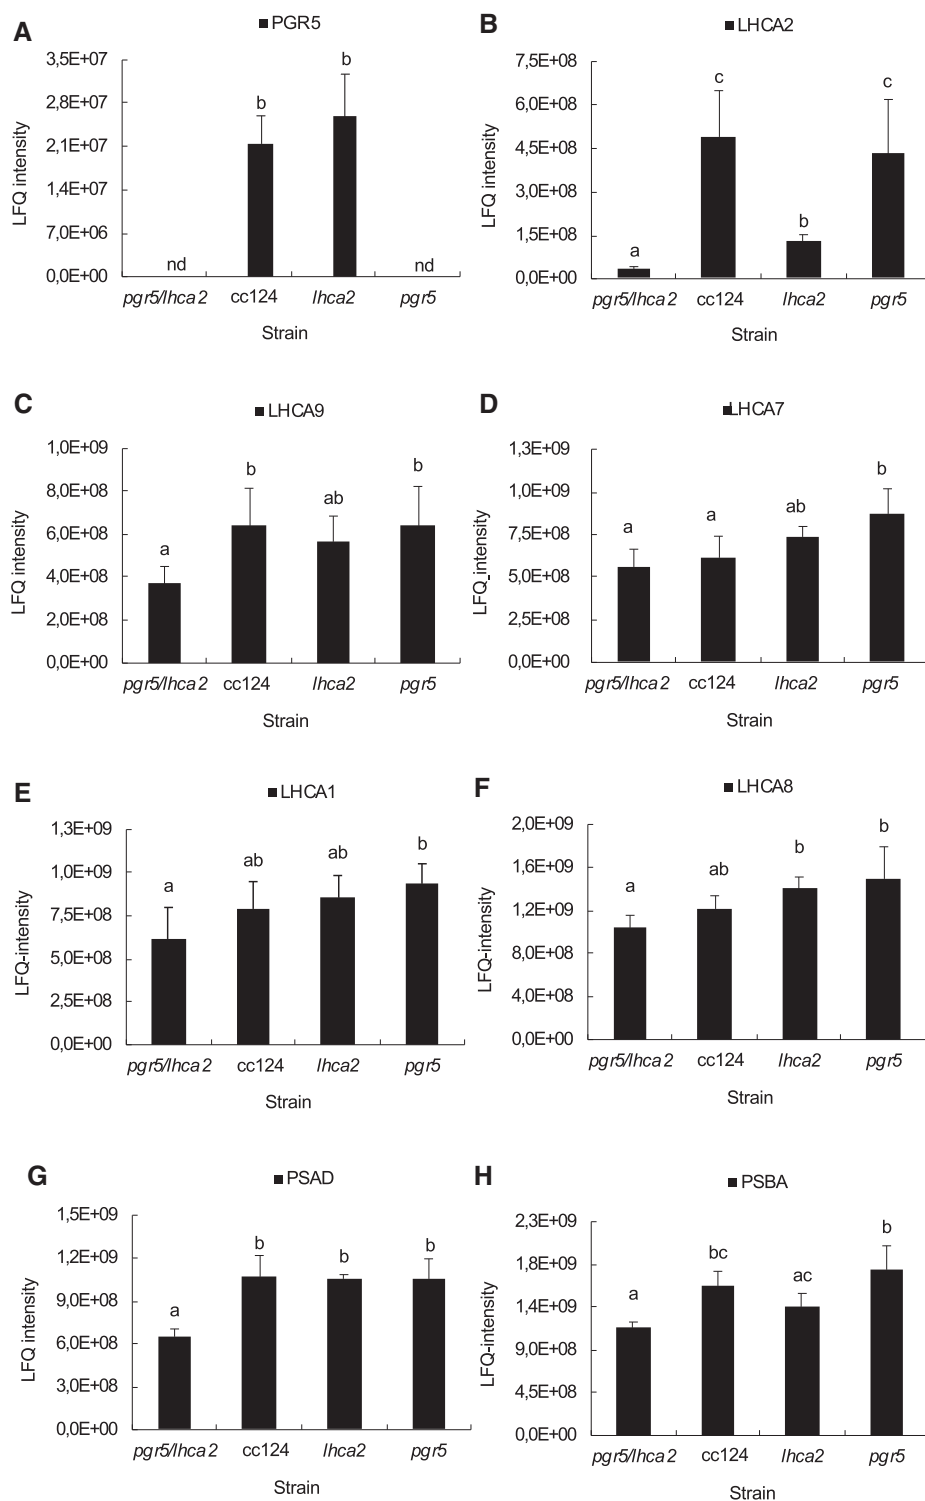 A
■PGR5
3,5E+07
2,8E+07
2,1E+07
1,4E+07
7,0E+06
0,0E+00
LFQ intensity
b
b
nd
nd
pgr5/lhca2 cc124 lhca2 pgr5
Strain
B
■LHCA2
7,5E+08
6,0E+08
4,5E+08
3,0E+08
1,5E+08
0,0E+00
LFQ intensity
a
c
b
c
pgr5/lhca2 cc124 lhca2 pgr5
Strain
C
■LHCA9
1,0E+09
8,0E+08
6,0E+08
4,0E+08
2,0E+08
0,0E+00
LFQ intensity
a
b
ab
b
pgr5/lhca2 cc124 lhca2 pgr5
Strain
D
■LHCA7
1,3E+09
1,0E+09
7,5E+08
5,0E+08
2,5E+08
0,0E+00
LFQ_intensity
a
a
ab
b
pgr5/lhca2 cc124 lhca2 pgr5
Strain
E
■LHCA1
1,3E+09
1,0E+09
7,5E+08
5,0E+08
2,5E+08
0,0E+00
LFQ-intensity
a
ab
ab
b
pgr5/lhca2 cc124 lhca2 pgr5
Strain
F
■LHCA8
2,0E+09
1,6E+09
1,2E+09
8,0E+08
4,0E+08
0,0E+00
LFQ-intensity
a
ab
b
b
pgr5/lhca2 cc124 lhca2 pgr5
Strain
G
■PSAD
1,5E+09
1,2E+09
9,0E+08
6,0E+08
3,0E+08
0,0E+00
LFQ intensity
a
b
b
b
pgr5/lhca2 cc124 lhca2 pgr5
Strain
H
■PSBA
2,3E+09
1,8E+09
1,4E+09
9,0E+08
4,5E+08
0,0E+00
LFQ-intensity
a
bc
ac
b
pgr5/lhca2 cc124 lhca2 pgr5
Strain